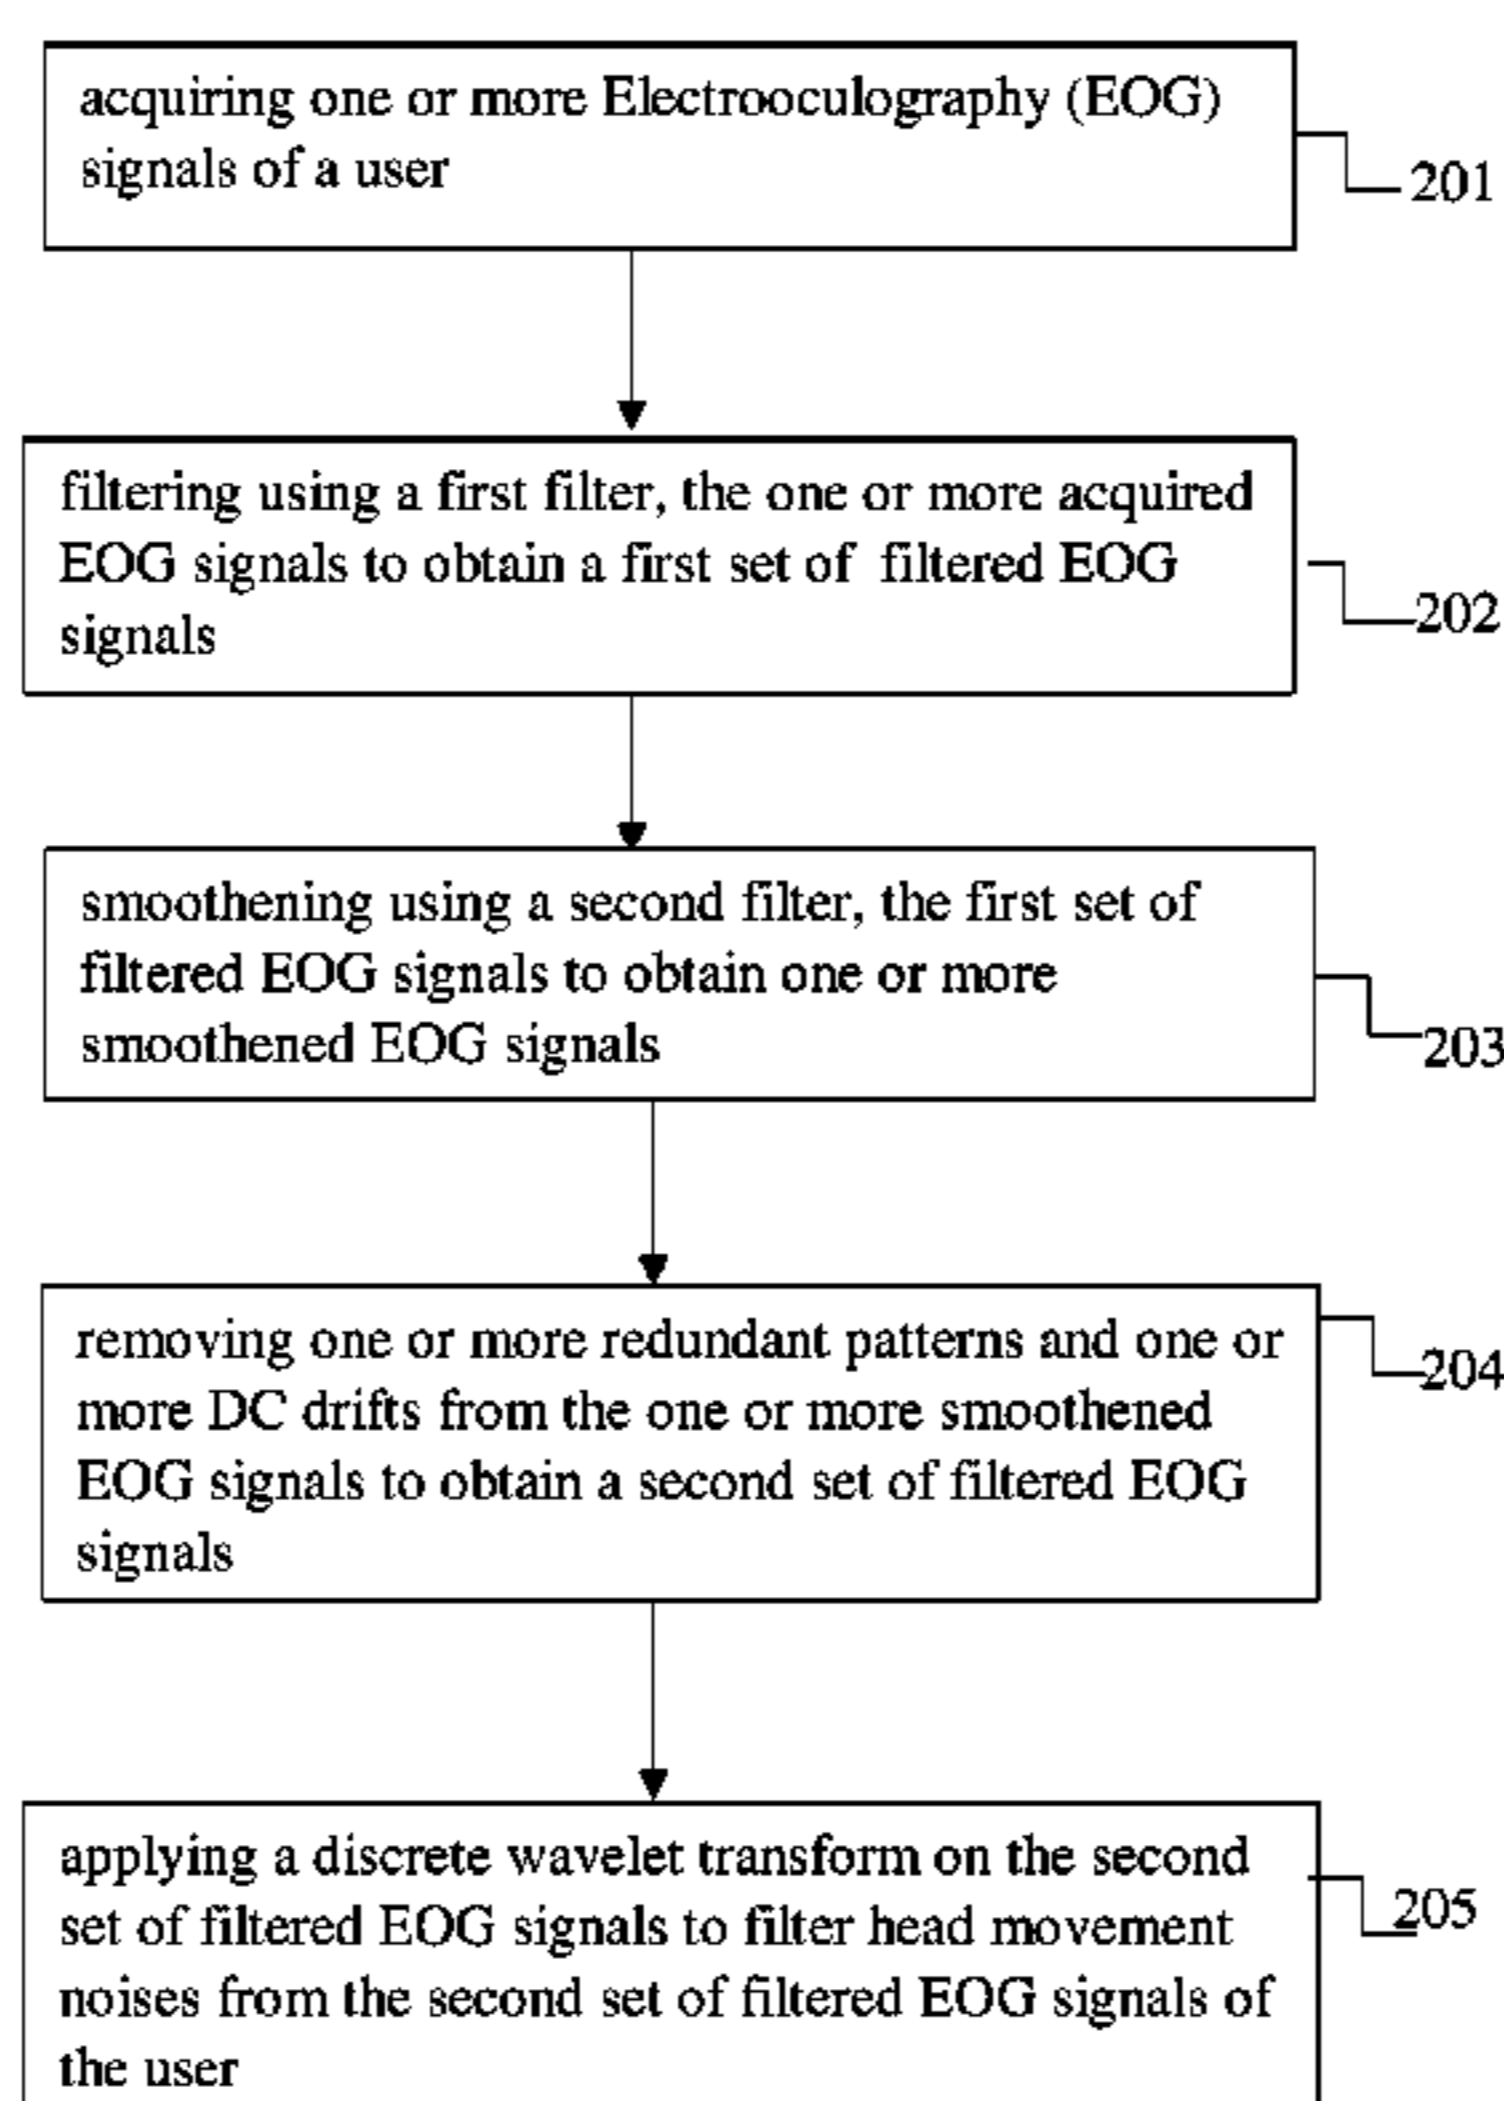 acquiring one or more Electrooculography (EOG)
signals of a user
201
filtering using a first filter, the one or more acquired
EOG signals to obtain a first set of filtered EOG
signals
202
smoothening using a second filter, the first set of
filtered EOG signals to obtain one or more
smoothened EOG signals
203
removing one or more redundant patterns and one or
more DC drifts from the one or more smoothened
EOG signals to obtain a second set of filtered EOG
signals
204
applying a discrete wavelet transform on the second
set of filtered EOG signals to filter head movement
noises from the second set of filtered EOG signals of
the user
205